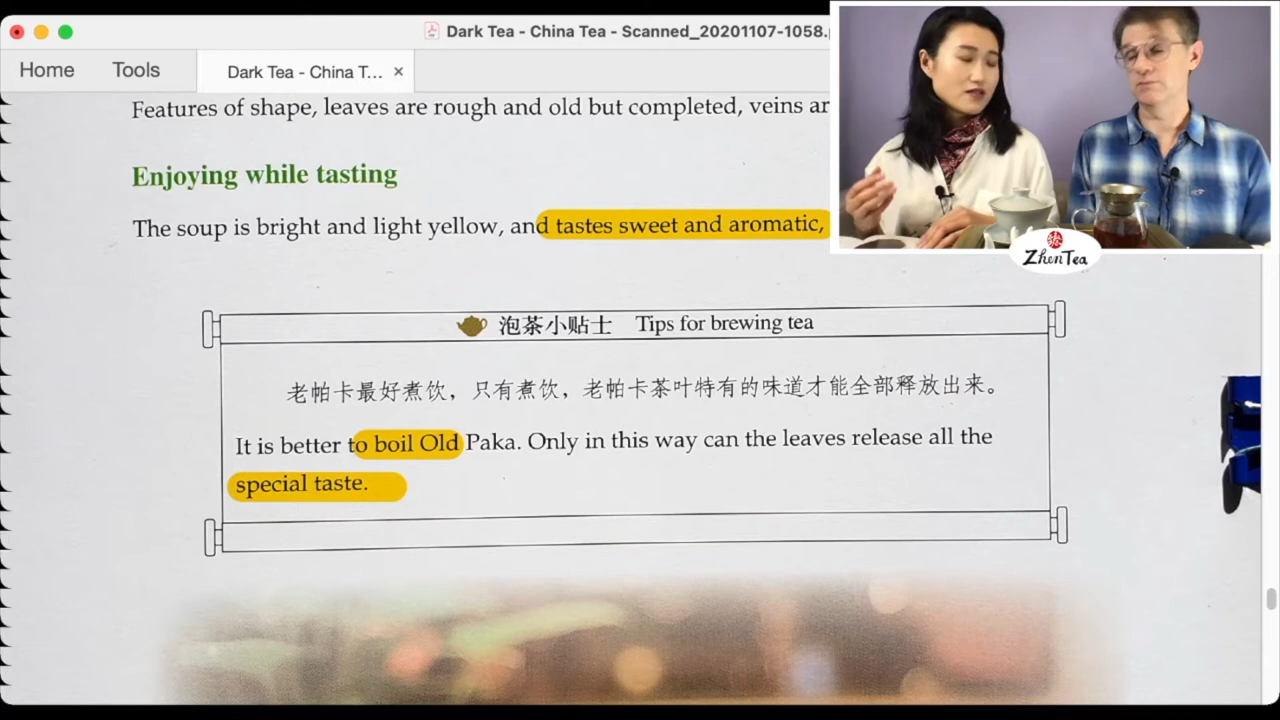 Dark Tea - China Tea - Scanned_20201107-1058.
Home Tools Dark Tea - China T... ×
Features of shape, leaves are rough and old but completed, veins
Enjoying while tasting
The soup is bright and light yellow, and tastes sweet and aromatic,
ZhenTea
泡茶小贴士 Tips for brewing tea
老帕卡最好煮饮，只有煮饮，老帕卡茶叶特有的味道才能全部释放出来。
It is better to boil Old Paka. Only in this way can the leaves release all the
special taste.